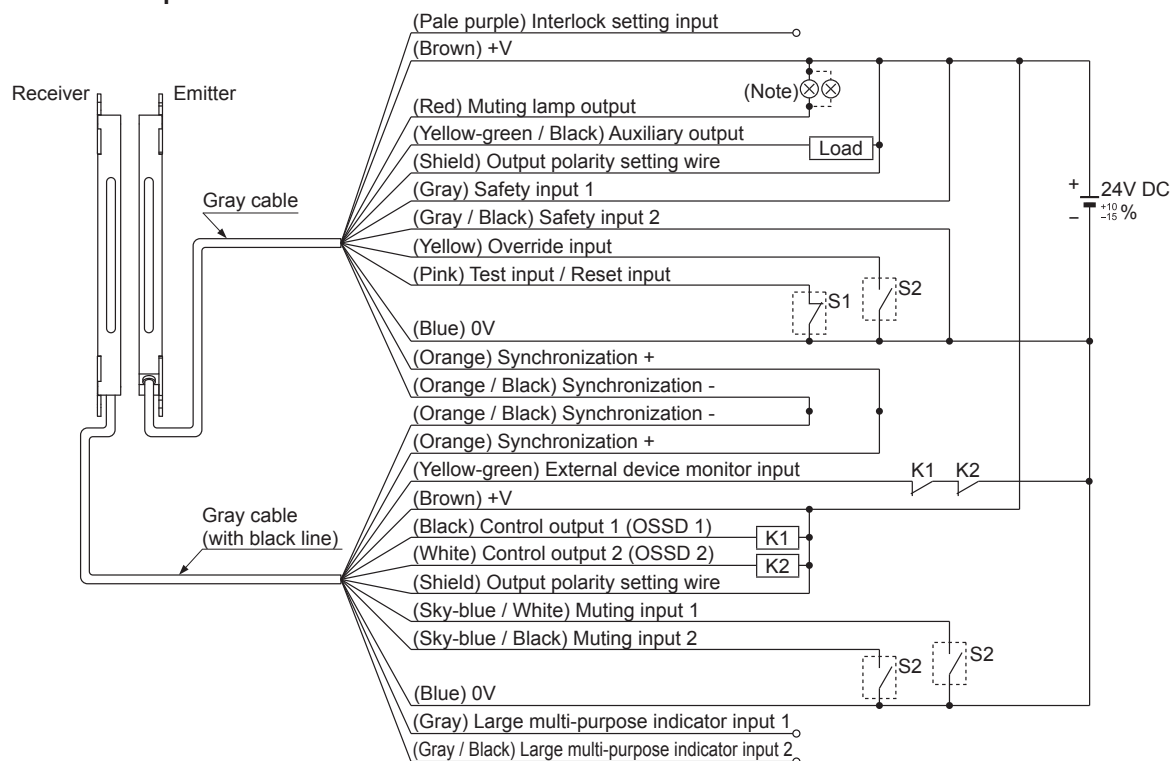 (Pale purple) Interlock setting input
(Brown) +V
Receiver
Emitter
(Note)
(Red) Muting lamp output
(Yellow-green / Black) Auxiliary output
Load
(Shield) Output polarity setting wire
Gray cable
(Gray) Safety input 1
+
24V DC
−
+10
−15 %
(Gray / Black) Safety input 2
(Yellow) Override input
(Pink) Test input / Reset input
S1
S2
(Blue) 0V
(Orange) Synchronization +
(Orange / Black) Synchronization -
(Orange / Black) Synchronization -
(Orange) Synchronization +
(Yellow-green) External device monitor input
K1
K2
(Brown) +V
Gray cable
(with black line)
(Black) Control output 1 (OSSD 1)
K1
(White) Control output 2 (OSSD 2)
K2
(Shield) Output polarity setting wire
(Sky-blue / White) Muting input 1
(Sky-blue / Black) Muting input 2
S2
S2
(Blue) 0V
(Gray) Large multi-purpose indicator input 1
(Gray / Black) Large multi-purpose indicator input 2